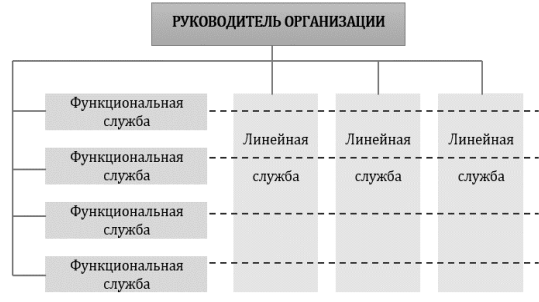 РУКОВОДИТЕЛЬ ОРГАНИЗАЦИИ
Функциональная
служба
Функциональная
служба
Функциональная
служба
Функциональная
служба
Линейная
служба
Линейная
служба
Линейная
служба